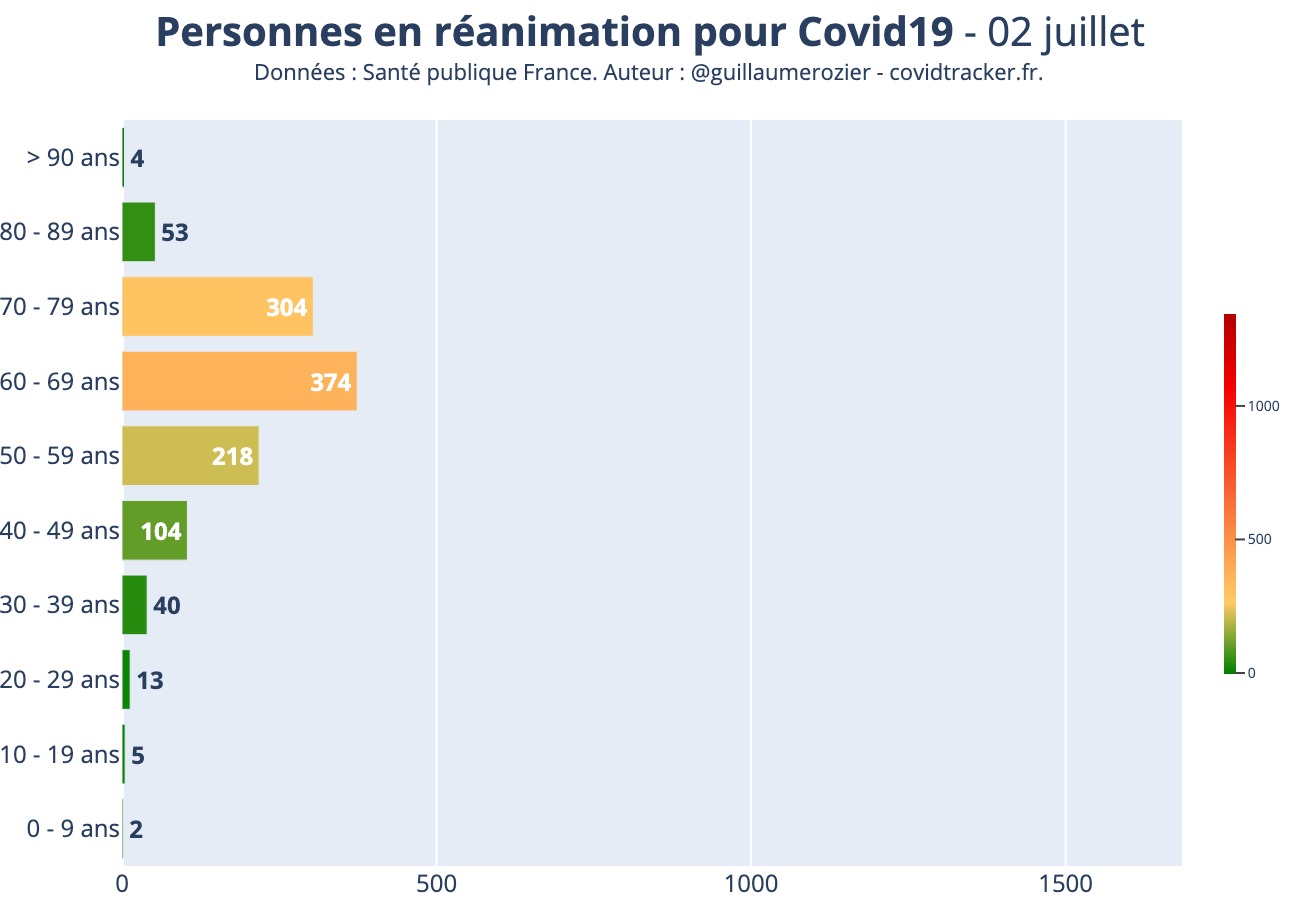 Personnes en réanimation pour Covid19 - 02 juillet
Données : Santé publique France. Auteur : @guillaumerozier - covidtracker.fr.
> 90 ans 4
80 - 89 ans 53
70 - 79 ans 304
60 - 69 ans 374
50 - 59 ans 218
40 - 49 ans 104
30 - 39 ans 40
20 - 29 ans 13
10 - 19 ans 5
0 - 9 ans 2
0 500 1000 1500
1000
500
0